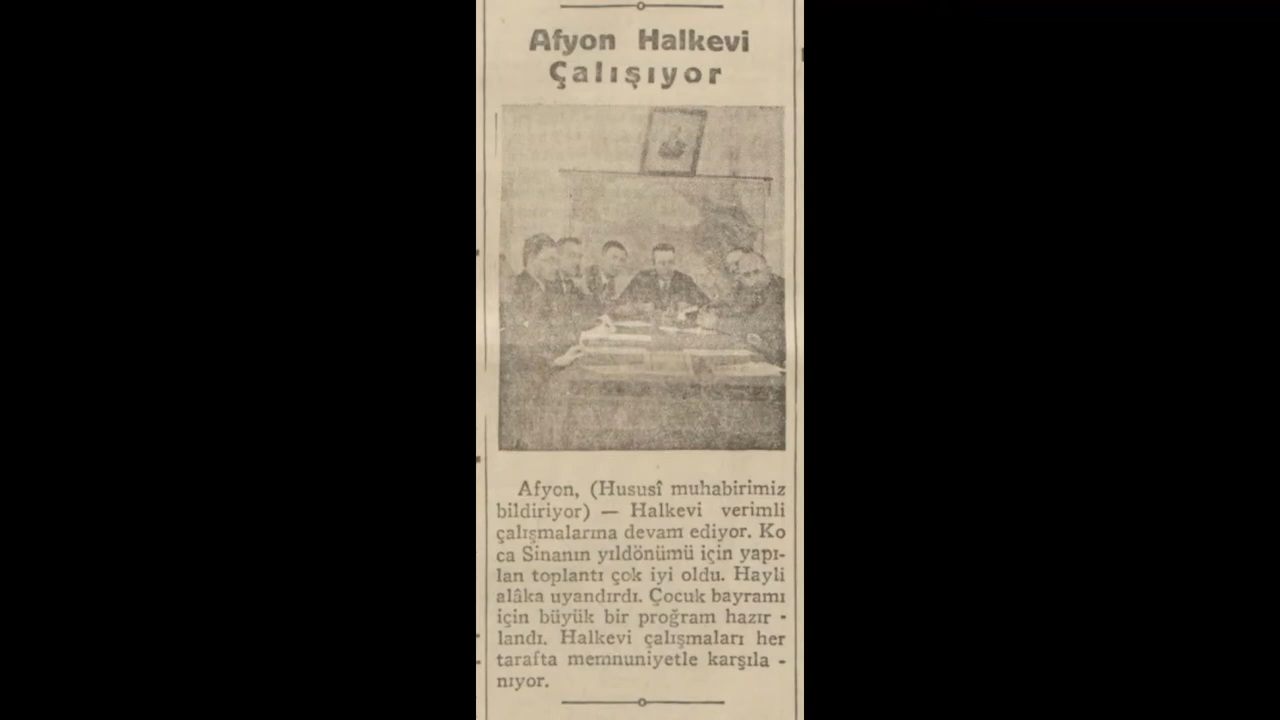 Afyon Halkevi
Çalışıyor
Afyon, (Hususî muhabirimiz
bildiriyor) — Halkevi verimli
çalışmalarına devam ediyor. Ko
ca Sinanın yıldönümü için yapı-
lan toplantı çok iyi oldu. Hayli
alâka uyandırdı. Çocuk bayramı
için büyük bir proğram hazır -
landı. Halkevi çalışmaları her
tarafta memnuniyetle karşıla -
nıyor.